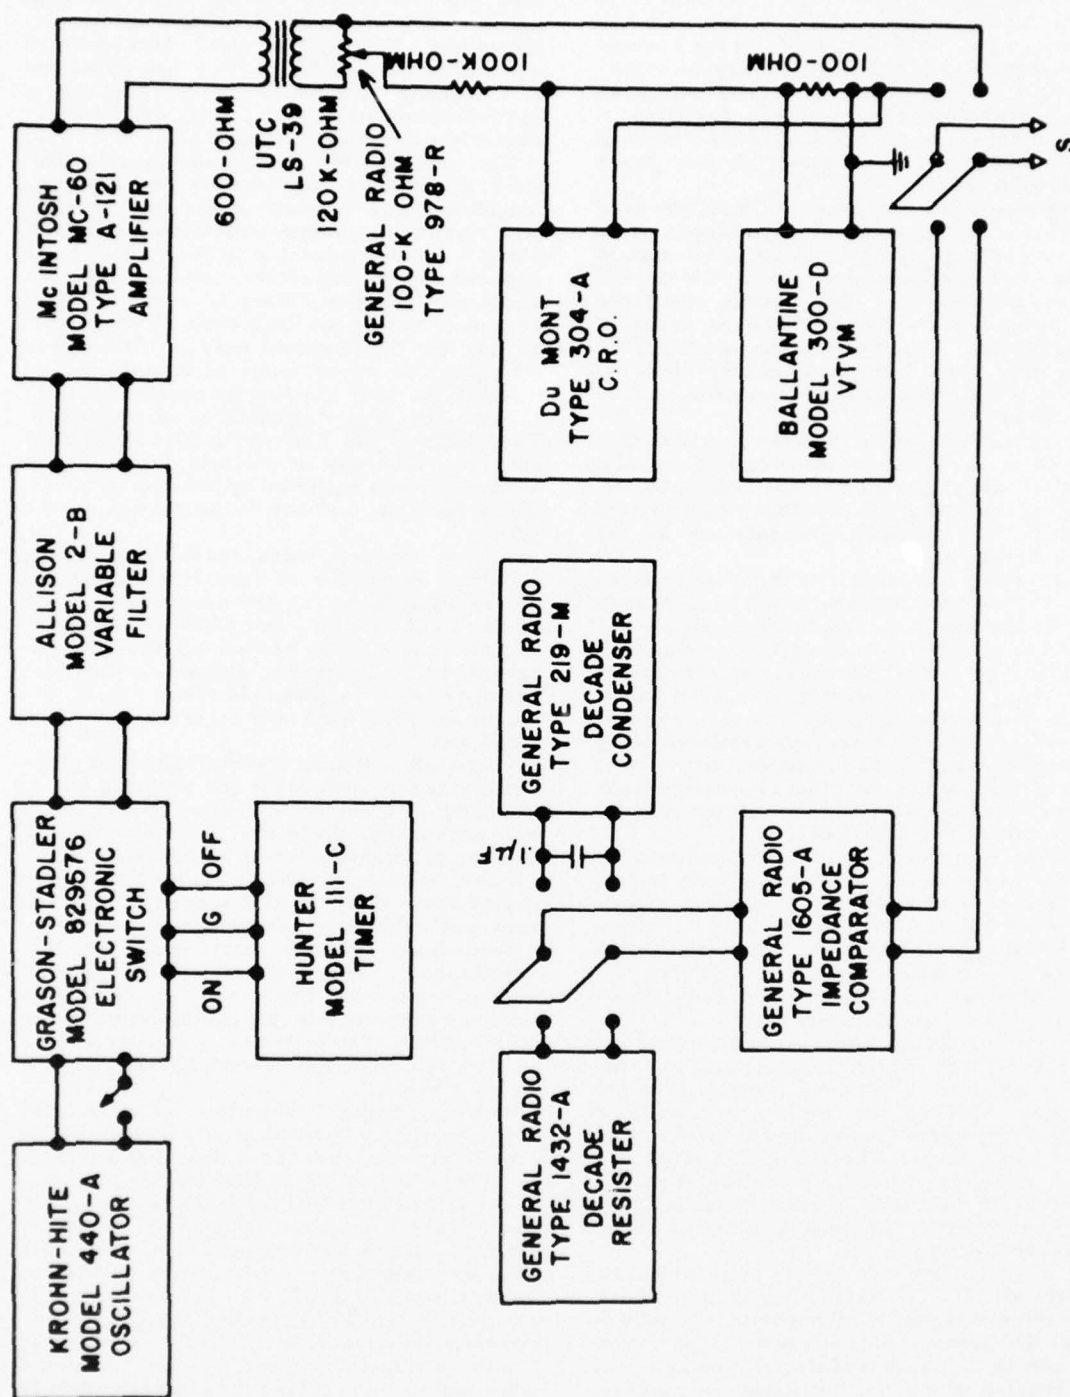 KROHN-HITE
MODEL 440-A
OSCILLATOR
GRASON-STADLER
MODEL 829S76
ELECTRONIC
SWITCH
ON
G
OFF
HUNTER
MODEL 111-C
TIMER
ALLISON
MODEL 2-B
VARIABLE
FILTER
Mc INTOSH
MODEL MC-60
TYPE A-121
AMPLIFIER
600-OHM
UTC
LS-39
120K-OHM
GENERAL RADIO
100-K OHM
TYPE 978-R
100K-OHM
100-OHM
GENERAL RADIO
TYPE 1432-A
DECADE
RESISTER
.1µF
GENERAL RADIO
TYPE 219-M
DECADE
CONDENSER
Du MONT
TYPE 304-A
C.R.O.
GENERAL RADIO
TYPE 1605-A
IMPEDANCE
COMPARATOR
BALLANTINE
MODEL 300-D
VTVM
S